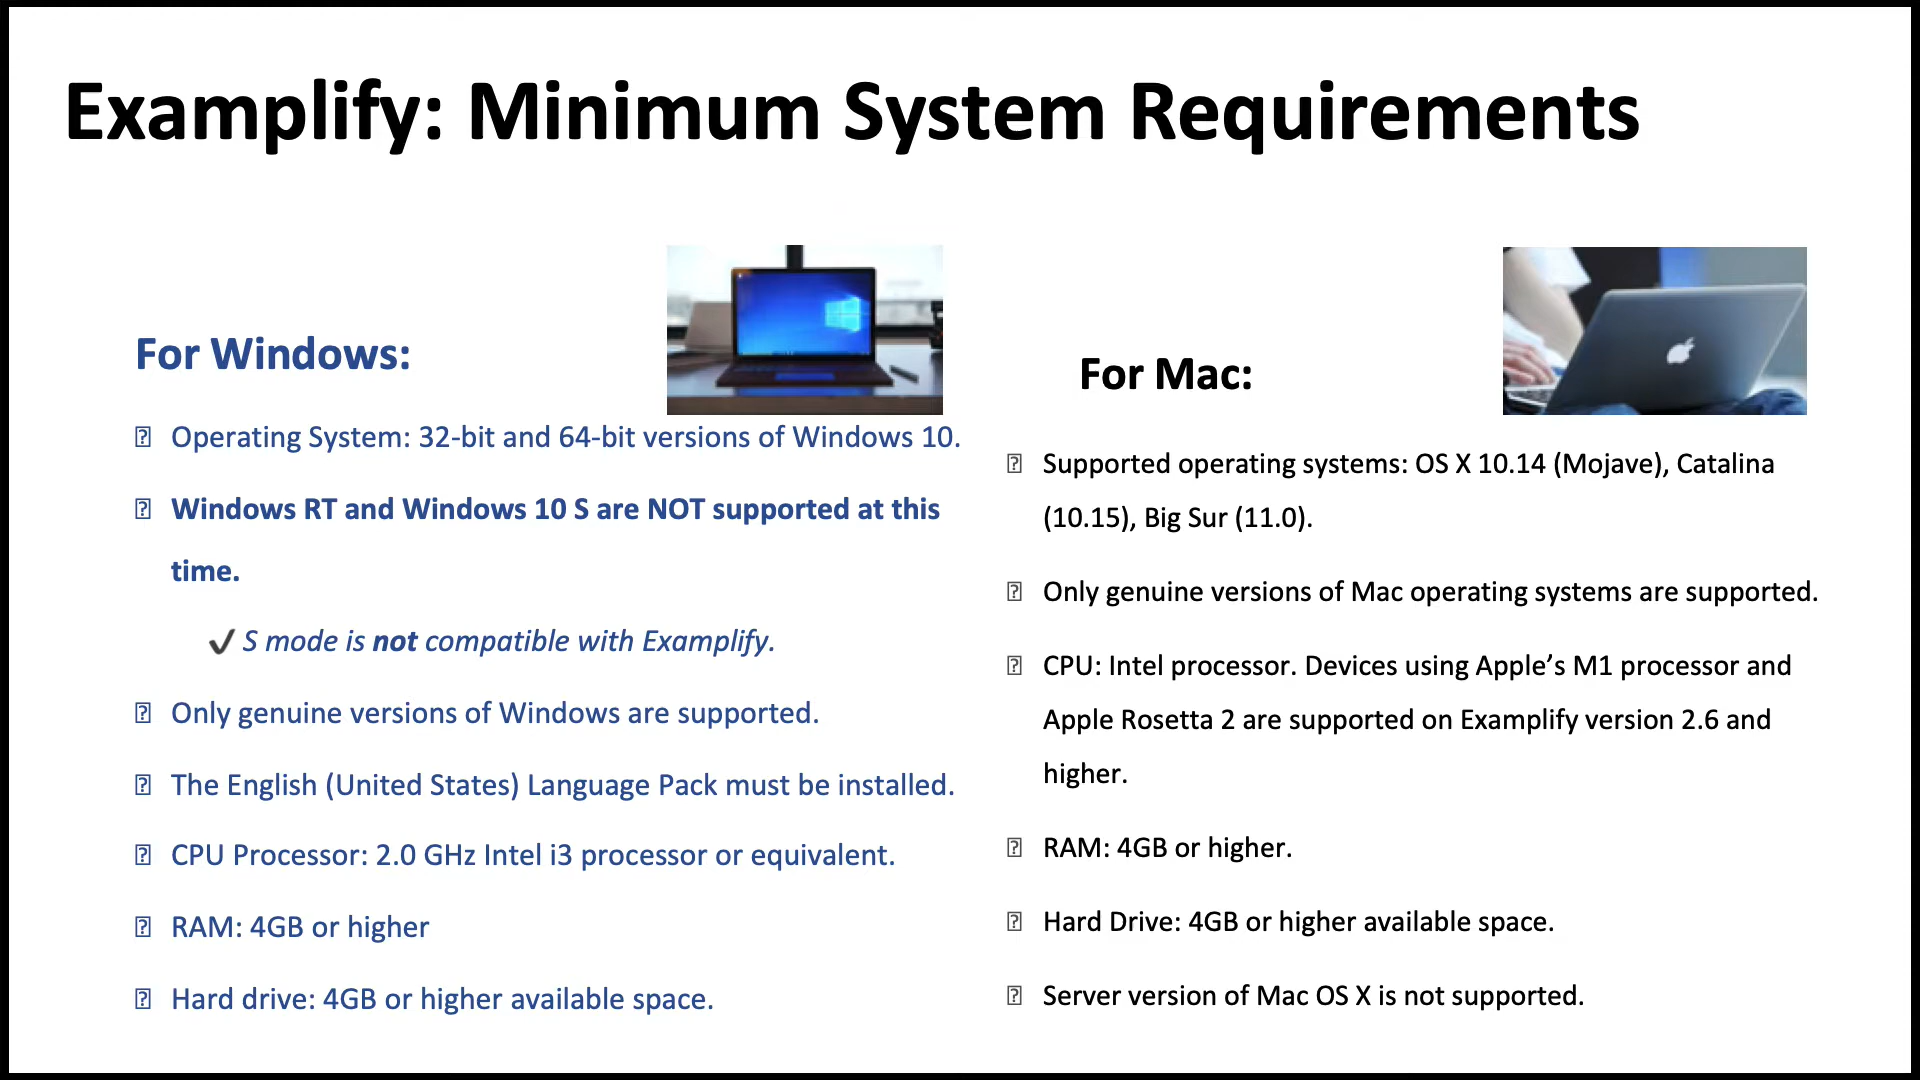 Examplify: Minimum System Requirements
For Windows:
Operating System: 32-bit and 64-bit versions of Windows 10.
Windows RT and Windows 10 S are NOT supported at this
time.
✔ S mode is not compatible with Examplify.
Only genuine versions of Windows are supported.
The English (United States) Language Pack must be installed.
CPU Processor: 2.0 GHz Intel i3 processor or equivalent.
RAM: 4GB or higher
Hard drive: 4GB or higher available space.
For Mac:
Supported operating systems: OS X 10.14 (Mojave), Catalina
(10.15), Big Sur (11.0).
Only genuine versions of Mac operating systems are supported.
CPU: Intel processor. Devices using Apple’s M1 processor and
Apple Rosetta 2 are supported on Examplify version 2.6 and
higher.
RAM: 4GB or higher.
Hard Drive: 4GB or higher available space.
Server version of Mac OS X is not supported.